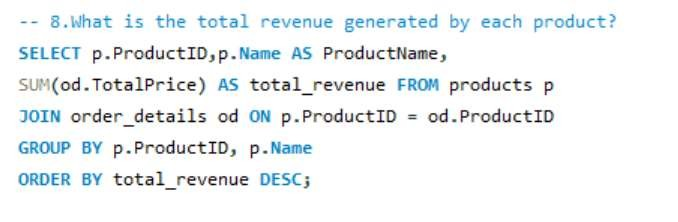 -- 8.What is the total revenue generated by each product?
SELECT p.ProductID,p.Name AS ProductName,
SUM(od.TotalPrice) AS total_revenue FROM products p
JOIN order_details od ON p.ProductID = od.ProductID
GROUP BY p.ProductID, p.Name
ORDER BY total_revenue DESC;